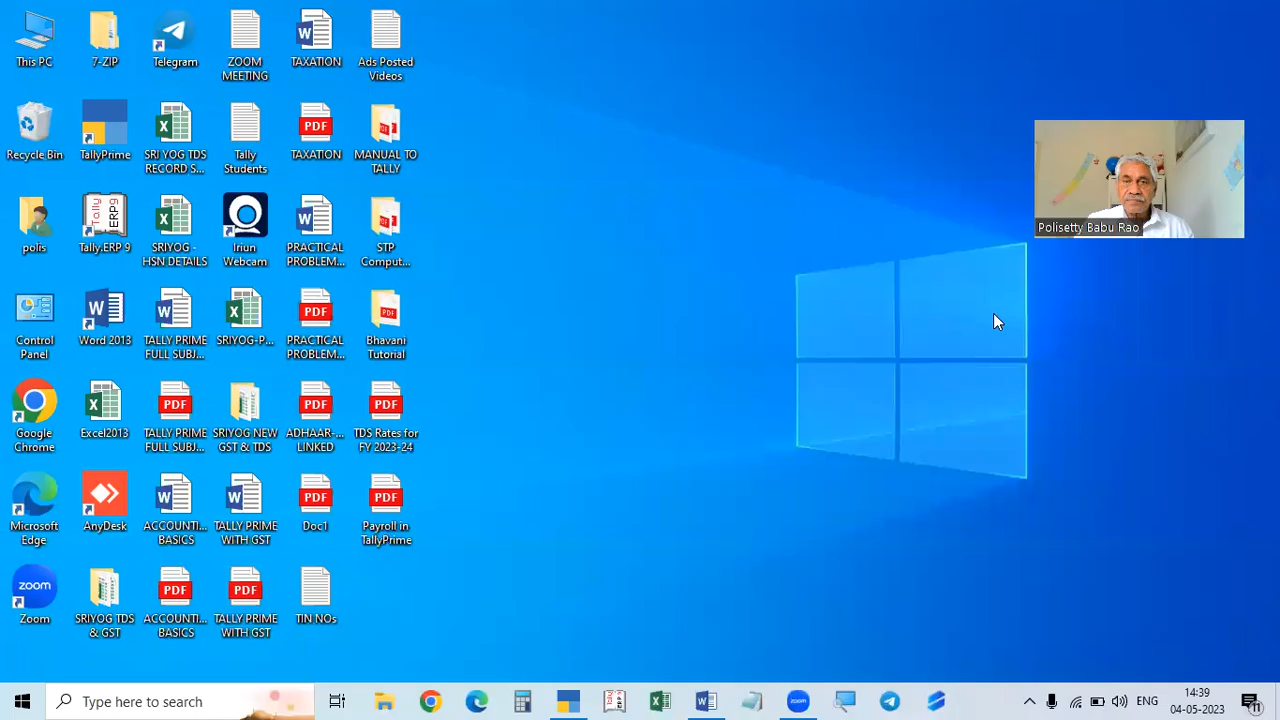 This PC
7-ZIP
Telegram
ZOOM
MEETING
TAXATION
Ads Posted
Videos
Recycle Bin
TallyPrime
SRI YOG TDS
RECORD S...
Tally
Students
PDF
TAXATION
MANUAL TO
TALLY
polis
Tally
ERP9
Tally.ERP 9
SRIYOG -
HSN DETAILS
Iriun
Webcam
PRACTICAL
PROBLEM...
STP
Comput...
Control
Panel
Word 2013
TALLY PRIME
FULL SUBJ...
SRIYOG-P...
PDF
PRACTICAL
PROBLEM...
PDF
Bhavani
Tutorial
Google
Chrome
Excel2013
PDF
TALLY PRIME
FULL SUBJ...
SRIYOG NEW
GST & TDS
PDF
ADHAAR-...
LINKED
PDF
TDS Rates for
FY 2023-24
Microsoft
Edge
AnyDesk
ACCOUNTI...
BASICS
TALLY PRIME
WITH GST
PDF
Doc1
PDF
Payroll in
TallyPrime
zoom
Zoom
SRIYOG TDS
& GST
PDF
ACCOUNTI...
BASICS
PDF
TALLY PRIME
WITH GST
TIN NOs
Polisetty Babu Rao
Type here to search
zoom
ENG
14:39
04-05-2023
11